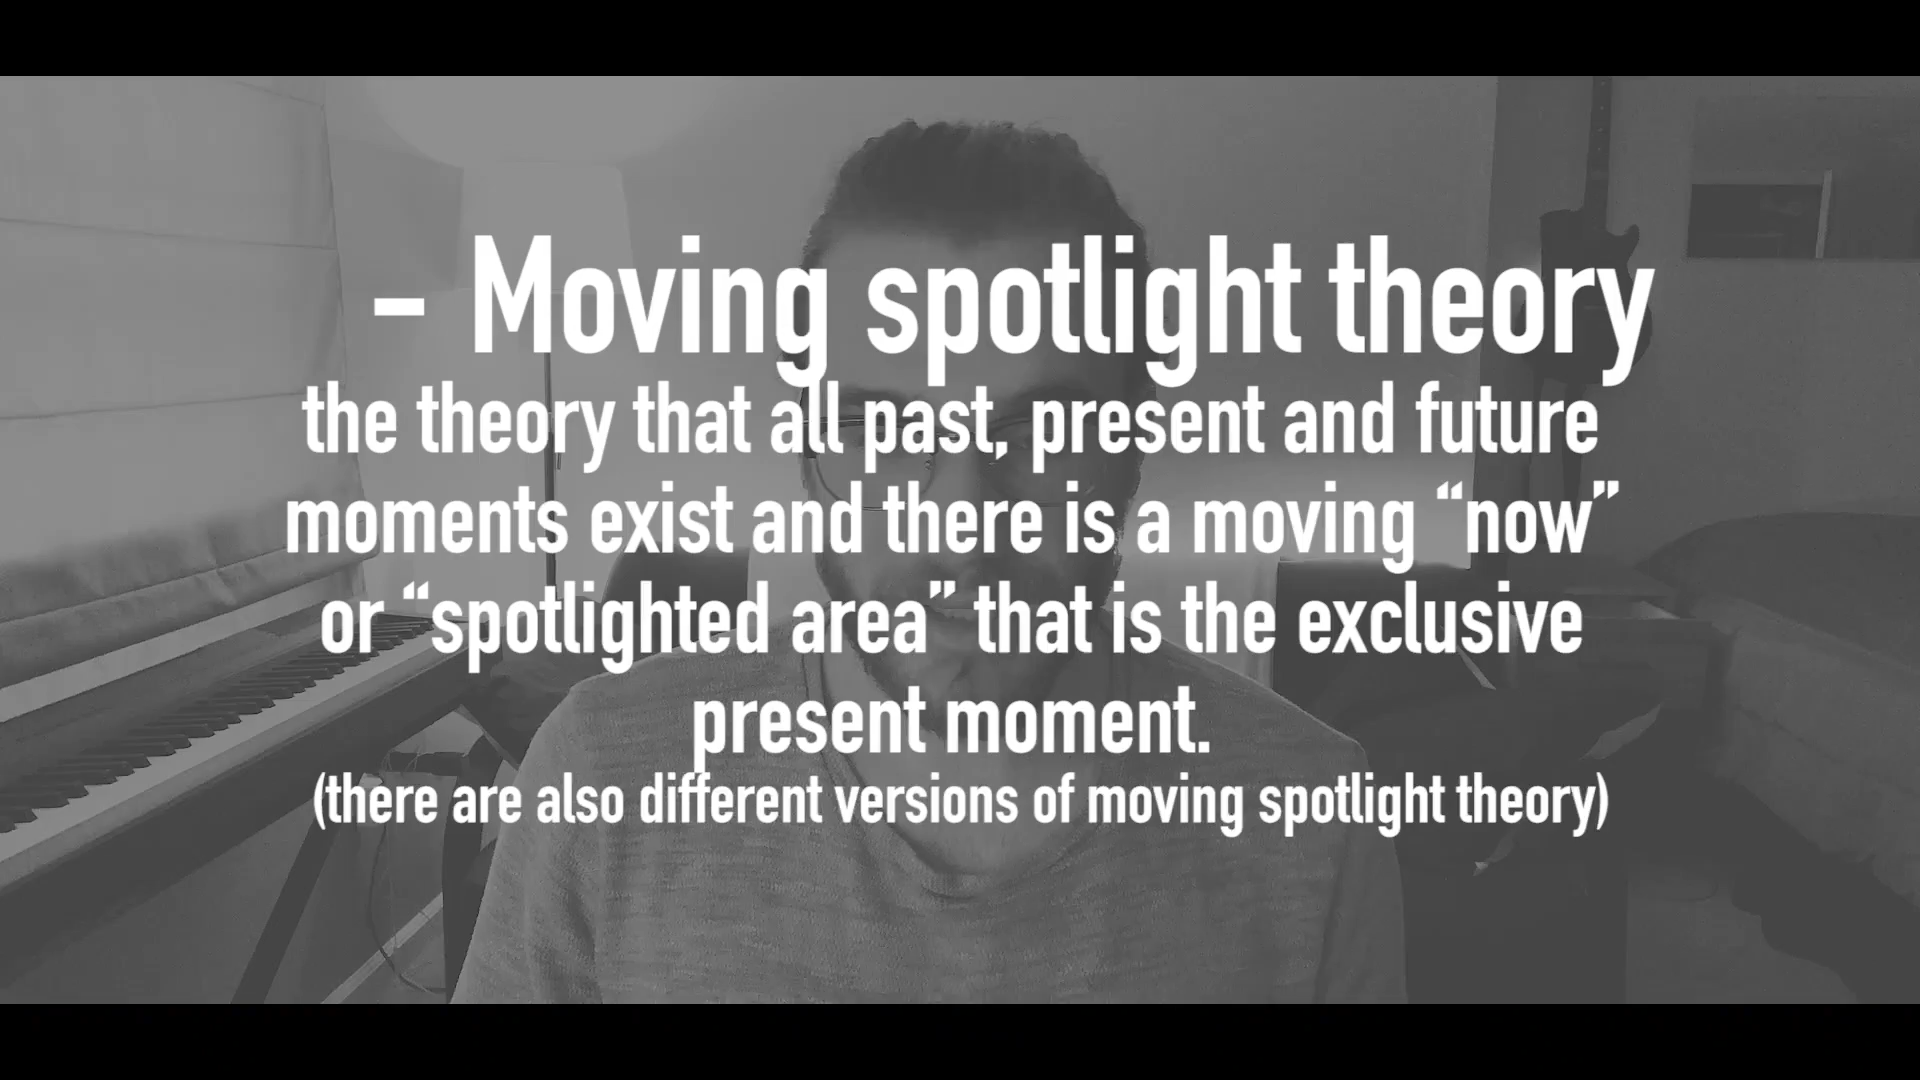 - Moving spotlight theory
the theory that all past, present and future
moments exist and there is a moving “now”
or “spotlighted area” that is the exclusive
present moment.
(there are also different versions of moving spotlight theory)